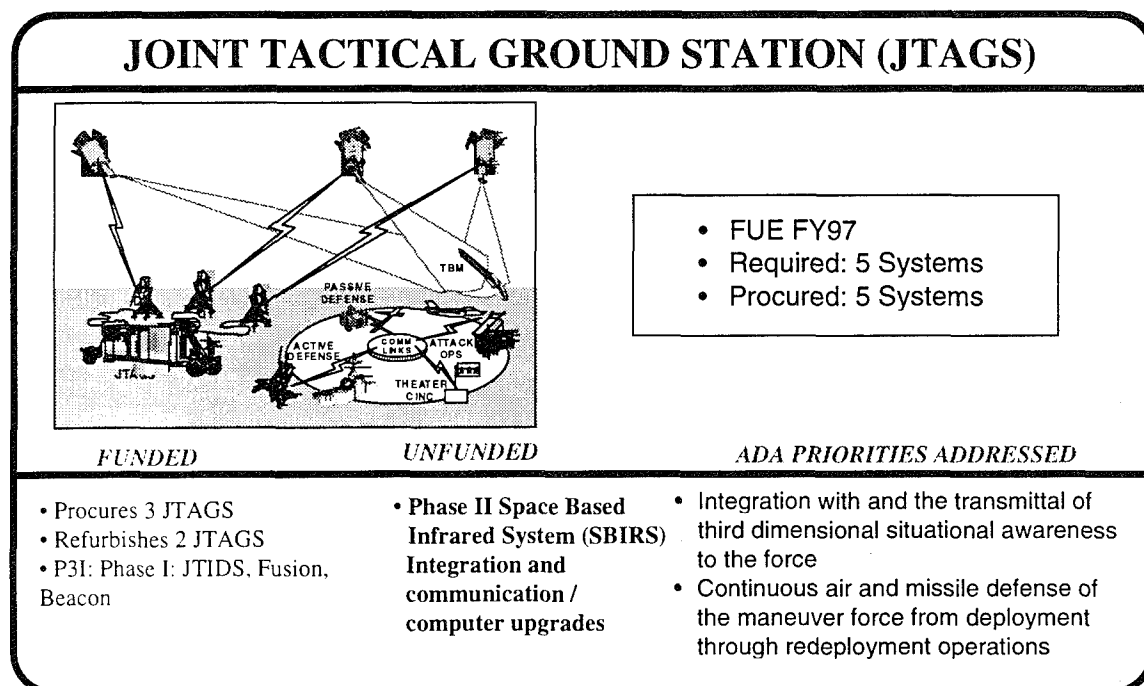 JOINT TACTICAL GROUND STATION (JTAGS)
TBM
PASSIVE
DEFENSE
ACTIVE
DEFENSE
COMM
LINKS
ATTACK
OPS
THEATER
CINC
• FUE FY97
• Required: 5 Systems
• Procured: 5 Systems
FUNDED
• Procures 3 JTAGS
• Refurbishes 2 JTAGS
• P3I: Phase I: JTIDS, Fusion,
Beacon
UNFUNDED
• Phase II Space Based
Infrared System (SBIRS)
Integration and
communication /
computer upgrades
ADA PRIORITIES ADDRESSED
• Integration with and the transmittal of
third dimensional situational awareness
to the force
• Continuous air and missile defense of
the maneuver force from deployment
through redeployment operations